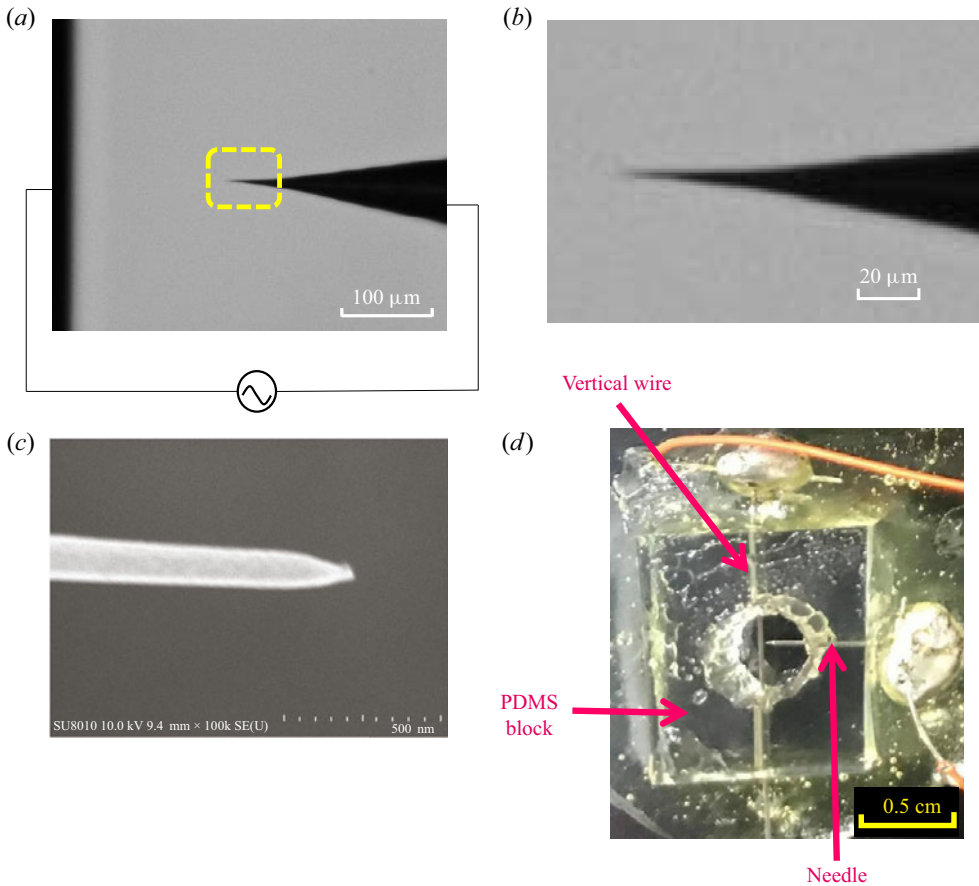 (a)
(b)
100 μm
20 μm
Vertical wire
(c)
(d)
SU8010 10.0 kV 9.4 mm × 100k SE(U)
500 nm
PDMS
block
0.5 cm
Needle